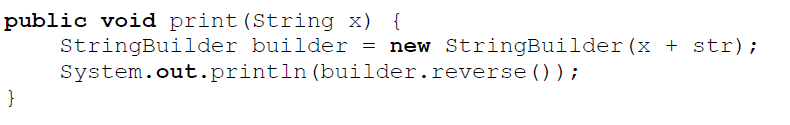 public void print(String x) {
    StringBuilder builder = new StringBuilder(x + str);
    System.out.println(builder.reverse());
}